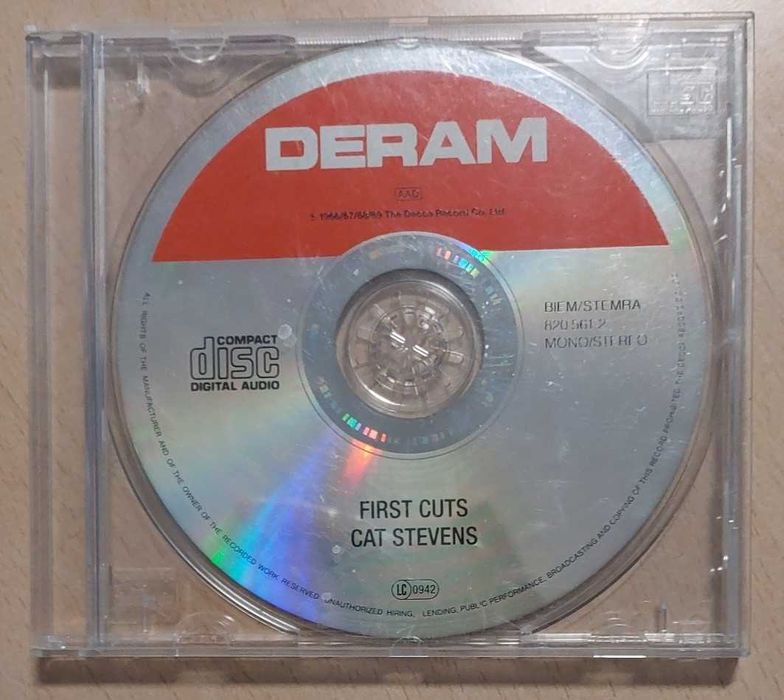 DERAM
AAD
1966/67/68/69 The Decca Record Co. Ltd.
COMPACT
disc
DIGITAL AUDIO
BIEM/STEMRA
820 561-2
MONO/STEREO
FIRST CUTS
CAT STEVENS
LC 0942
ALL RIGHTS OF THE MANUFACTURER AND OF THE OWNER OF THE RECORDED WORK RESERVED. UNAUTHORIZED HIRING, LENDING, PUBLIC PERFORMANCE, BROADCASTING AND COPYING OF THIS RECORD PROHIBITED.